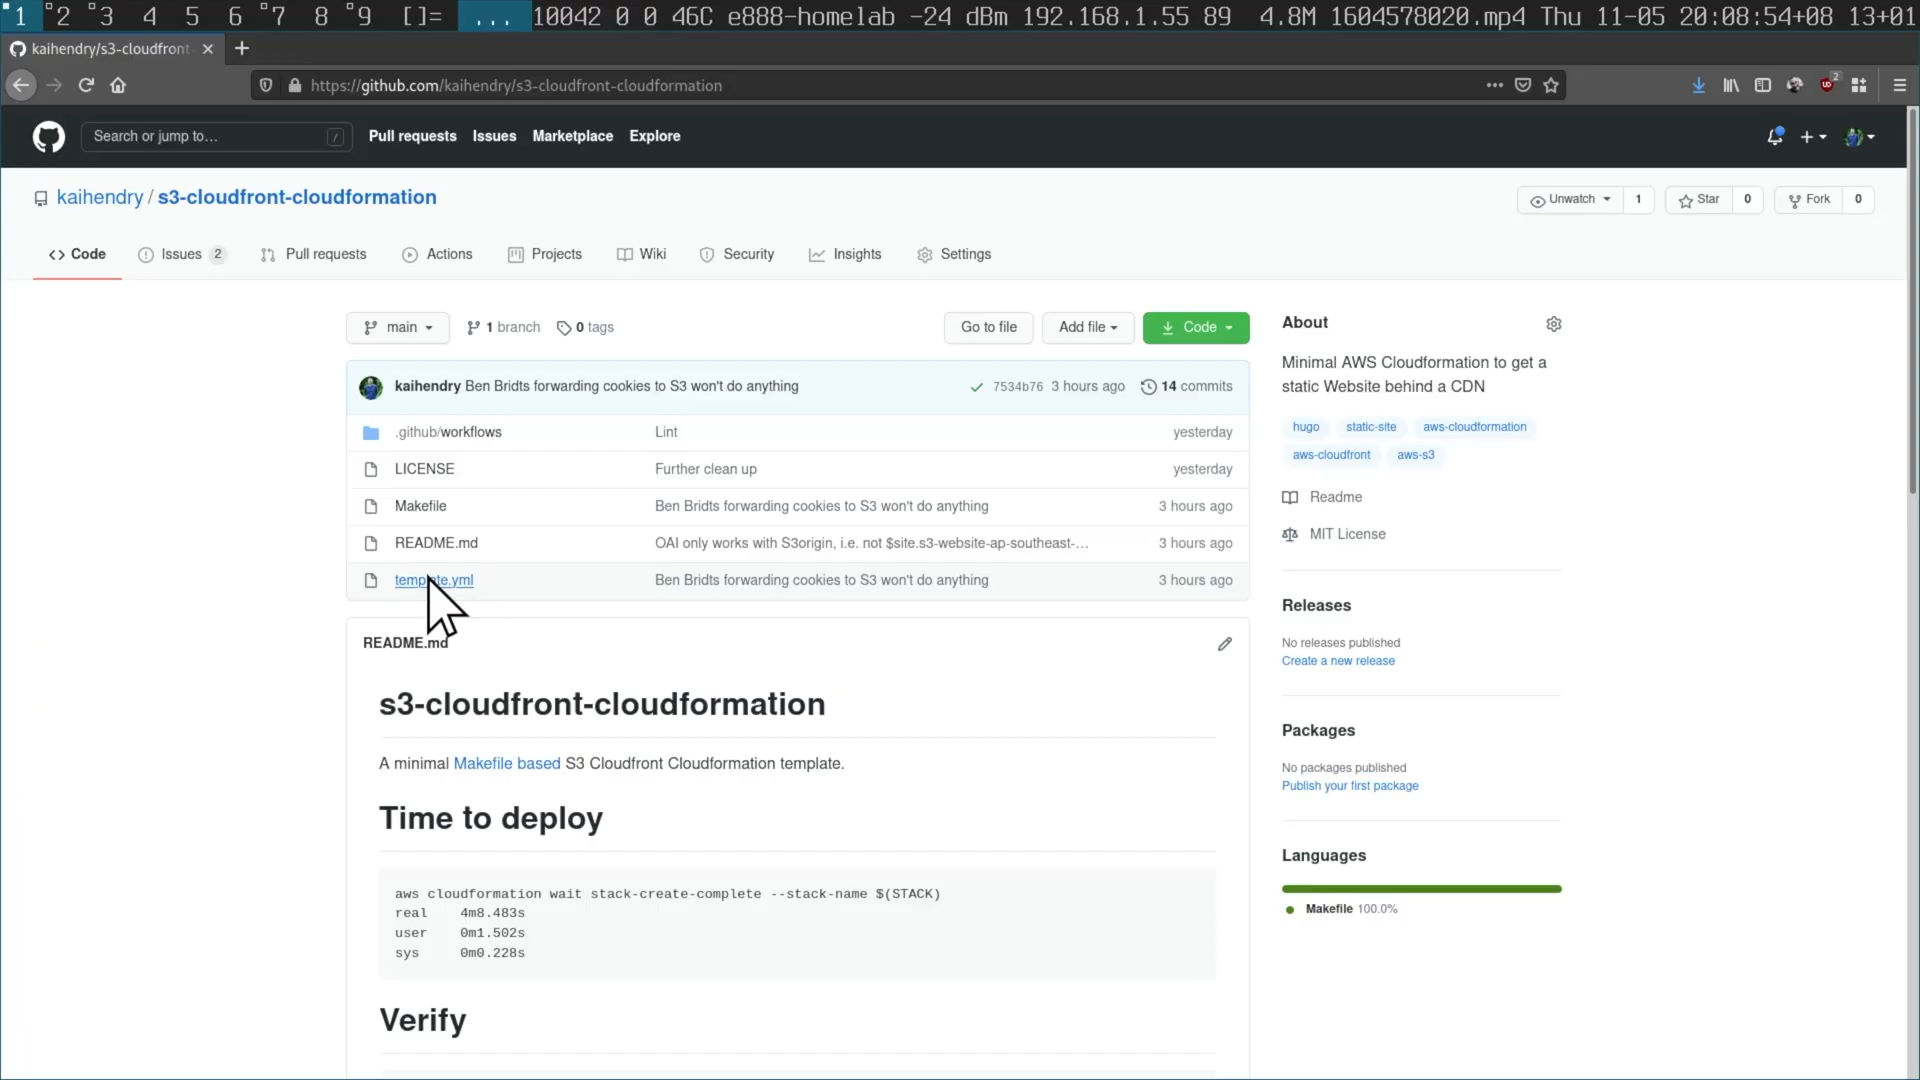 1 2 3 4 5 6 7 8 9 []= ... 10042 0 0 46C e888-homelab -24 dBm 192.168.1.55 89 4.8M 1604578020.mp4 Thu 11-05 20:08:54+08 13+01
kaihendry/s3-cloudfront
https://github.com/kaihendry/s3-cloudfront-cloudformation
2
Search or jump to… /
Pull requests Issues Marketplace Explore
kaihendry / s3-cloudfront-cloudformation
Unwatch 1 Star 0 Fork 0
Code Issues 2 Pull requests Actions Projects Wiki Security Insights Settings
main 1 branch 0 tags Go to file Add file Code
kaihendry Ben Bridts forwarding cookies to S3 won't do anything 7534b76 3 hours ago 14 commits
.github/workflows Lint yesterday
LICENSE Further clean up yesterday
Makefile Ben Bridts forwarding cookies to S3 won't do anything 3 hours ago
README.md OAI only works with S3origin, i.e. not $site.s3-website-ap-southeast-… 3 hours ago
template.yml Ben Bridts forwarding cookies to S3 won't do anything 3 hours ago
README.md
s3-cloudfront-cloudformation
A minimal Makefile based S3 Cloudfront Cloudformation template.
Time to deploy
aws cloudformation wait stack-create-complete --stack-name $(STACK)
real 4m8.483s
user 0m1.502s
sys 0m0.228s
Verify
About
Minimal AWS Cloudformation to get a
static Website behind a CDN
hugo static-site aws-cloudformation
aws-cloudfront aws-s3
Readme
MIT License
Releases
No releases published
Create a new release
Packages
No packages published
Publish your first package
Languages
Makefile 100.0%